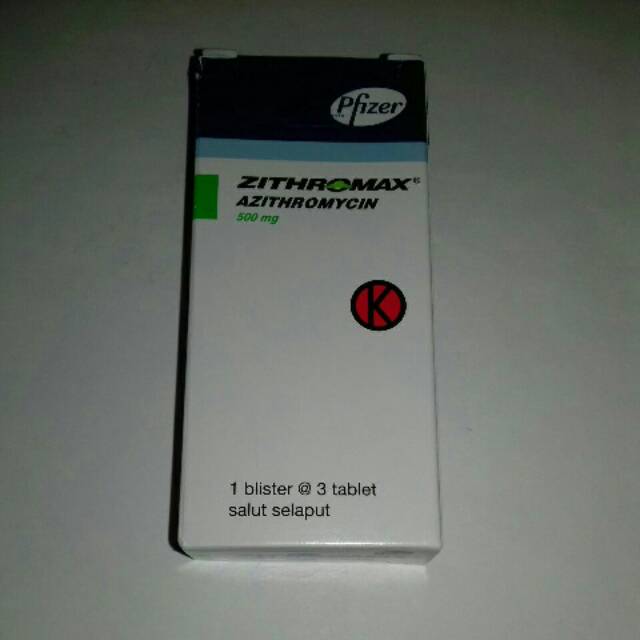 Pfizer
ZITHROMAX®
AZITHROMYCIN
500 mg
K
1 blister @ 3 tablet
salut selaput